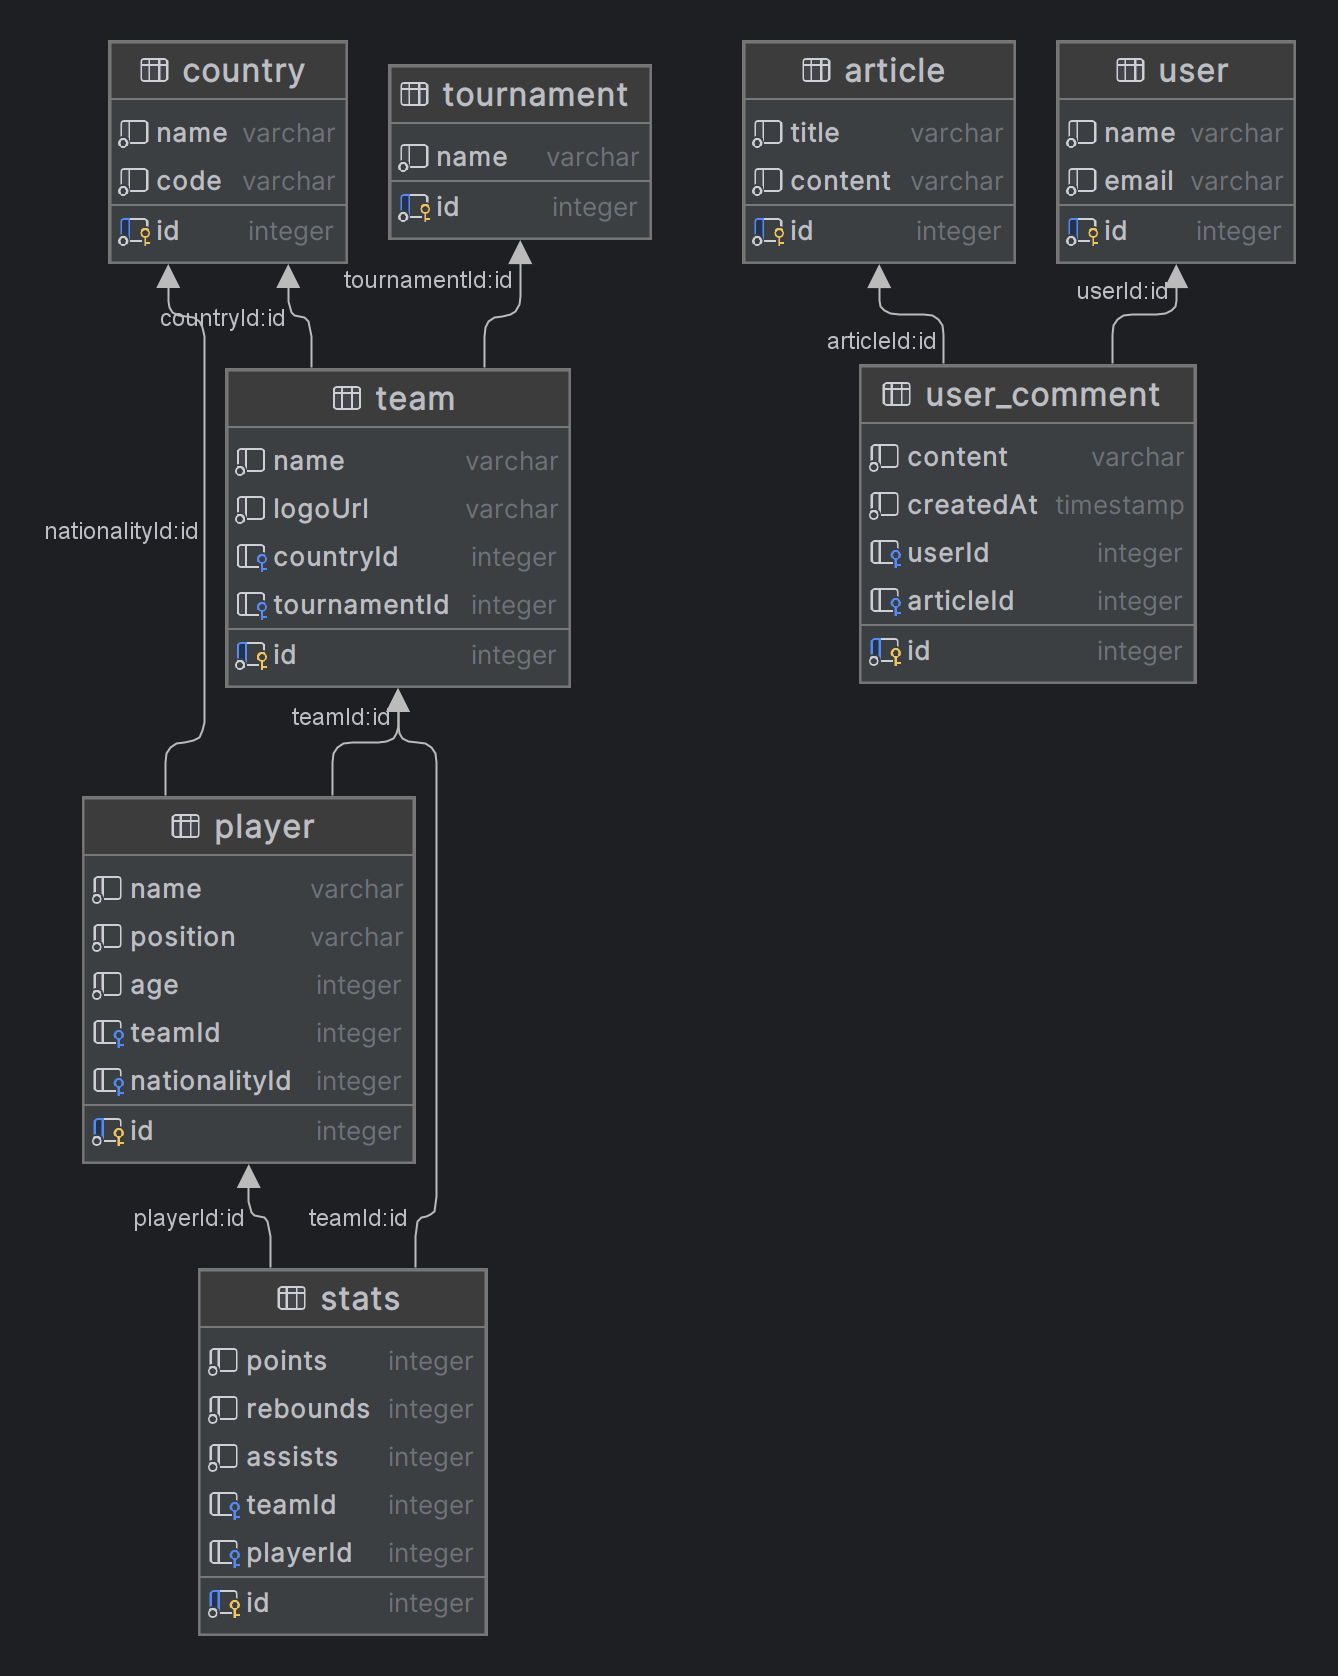 country
name varchar
code varchar
id integer
tournament
name varchar
id integer
article
title varchar
content varchar
id integer
user
name varchar
email varchar
id integer
countryId:id
tournamentId:id
articleId:id
userId:id
team
name varchar
logoUrl varchar
countryId integer
tournamentId integer
id integer
user_comment
content varchar
createdAt timestamp
userId integer
articleId integer
id integer
nationalityId:id
teamId:id
player
name varchar
position varchar
age integer
teamId integer
nationalityId integer
id integer
playerId:id
teamId:id
stats
points integer
rebounds integer
assists integer
teamId integer
playerId integer
id integer